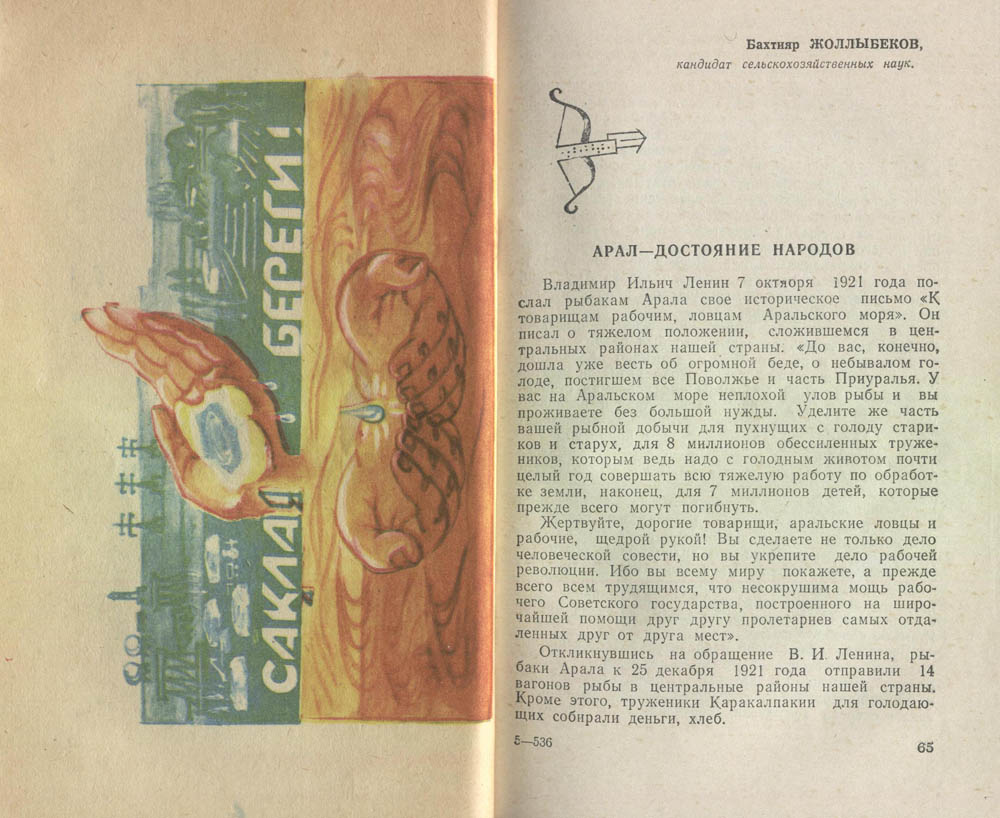 САКЛА
БЕРЕГИ!
Бахтияр ЖОЛЛЫБЕКОВ,
кандидат сельскохозяйственных наук.
АРАЛ—ДОСТОЯНИЕ НАРОДОВ
Владимир Ильич Ленин 7 октября 1921 года по-
слал рыбакам Арала свое историческое письмо «К
товарищам рабочим, ловцам Аральского моря». Он
писал о тяжелом положении, сложившемся в цен-
тральных районах нашей страны. «До вас, конечно,
дошла уже весть об огромной беде, о небывалом го-
лоде, постигшем все Поволжье и часть Приуралья. У
вас на Аральском море неплохой улов рыбы и вы
проживаете без большой нужды. Уделите же часть
вашей рыбной добычи для пухнущих с голоду стари-
ков и старух, для 8 миллионов обессиленных труже-
ников, которым ведь надо с голодным животом почти
целый год совершать всю тяжелую работу по обработ-
ке земли, наконец, для 7 миллионов детей, которые
прежде всего могут погибнуть.
Жертвуйте, дорогие товарищи, аральские ловцы и
рабочие, щедрой рукой! Вы сделаете не только дело
человеческой совести, но вы укрепите дело рабочей
революции. Ибо вы всему миру покажете, а прежде
всего всем трудящимся, что несокрушима мощь рабо-
чего Советского государства, построенного на широ-
чайшей помощи друг другу пролетариев самых отда-
ленных друг от друга мест».
Откликнувшись на обращение В. И. Ленина, ры-
баки Арала к 25 декабря 1921 года отправили 14
вагонов рыбы в центральные районы нашей страны.
Кроме этого, труженики Каракалпакии для голодаю-
щих собирали деньги, хлеб.
5—536
65